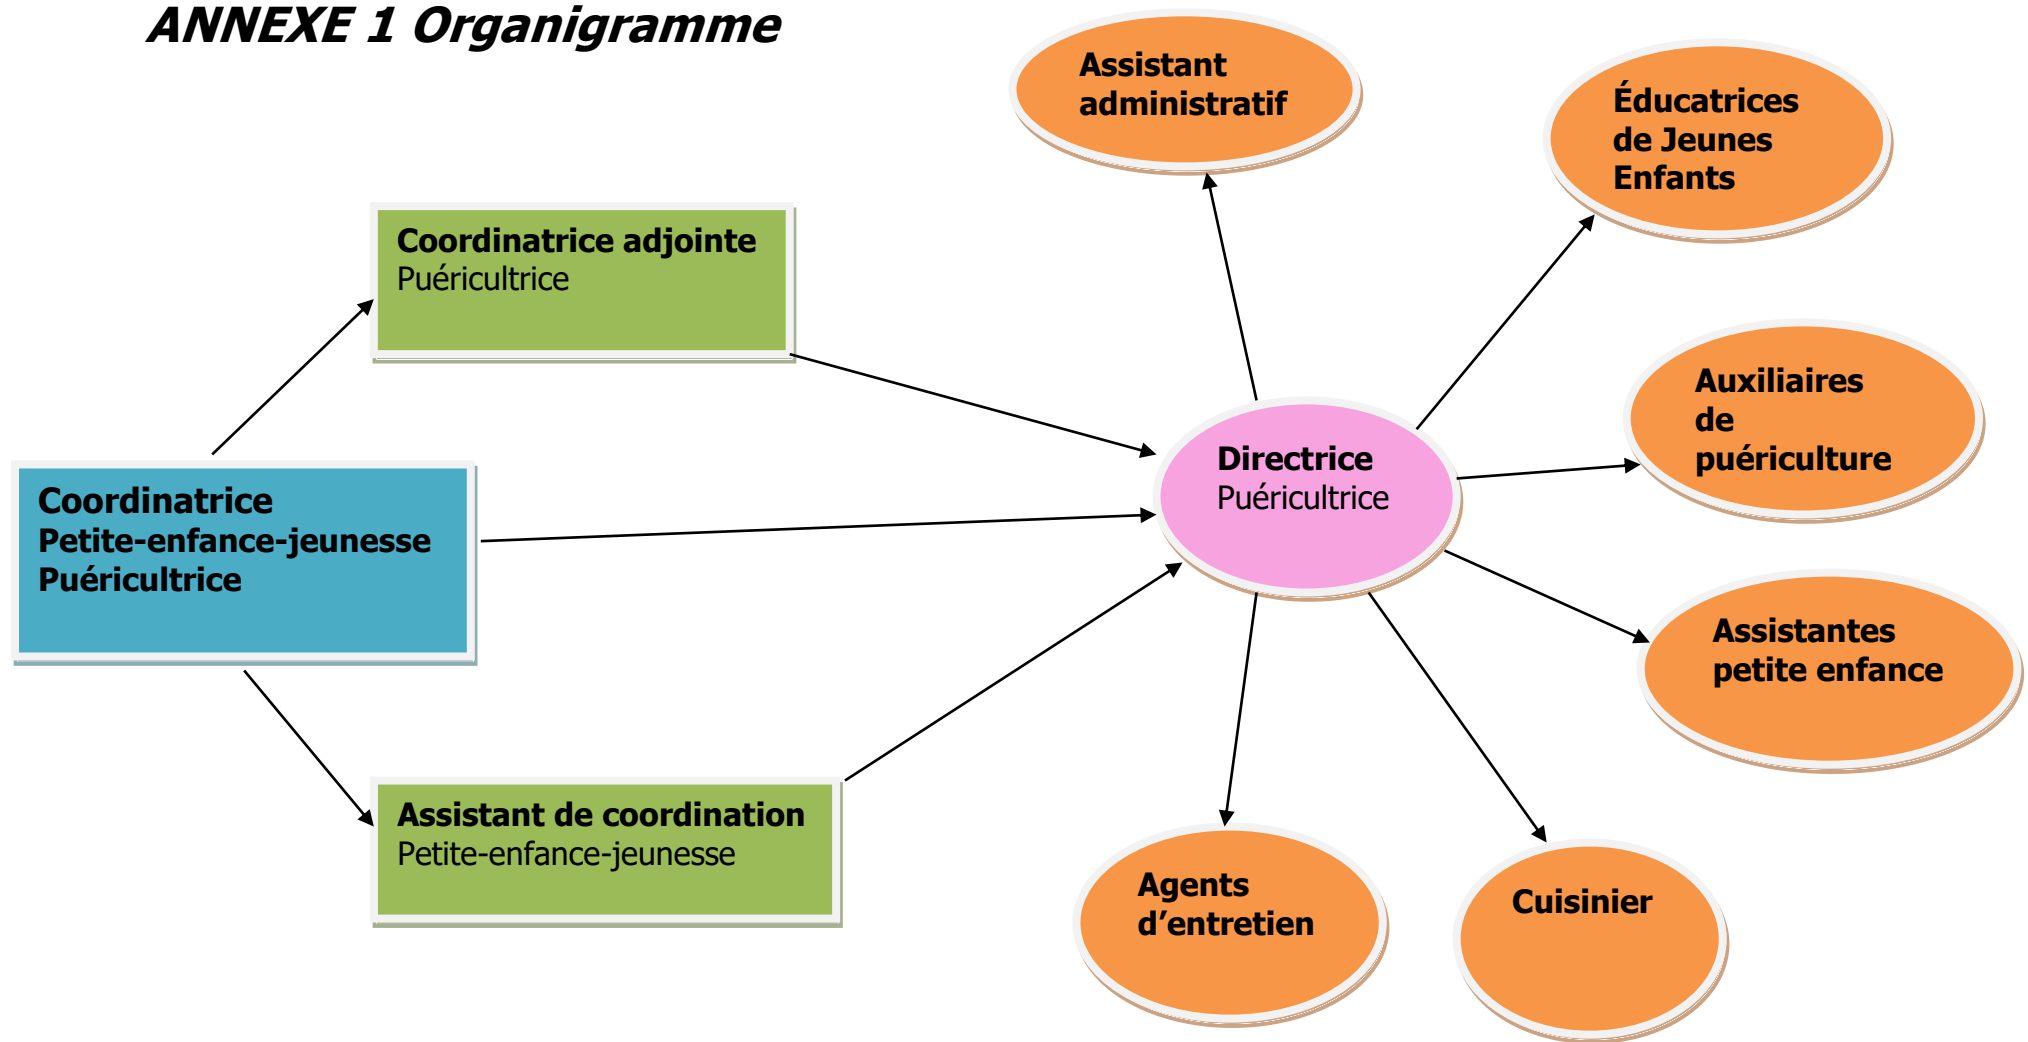 ANNEXE 1 Organigramme
Assistant
administratif
Éducatrices
de Jeunes
Enfants
Coordinatrice adjointe
Puéricultrice
Auxiliaires
de
puériculture
Directrice
Puéricultrice
Coordinatrice
Petite-enfance-jeunesse
Puéricultrice
Assistantes
petite enfance
Assistant de coordination
Petite-enfance-jeunesse
Agents
d’entretien
Cuisinier